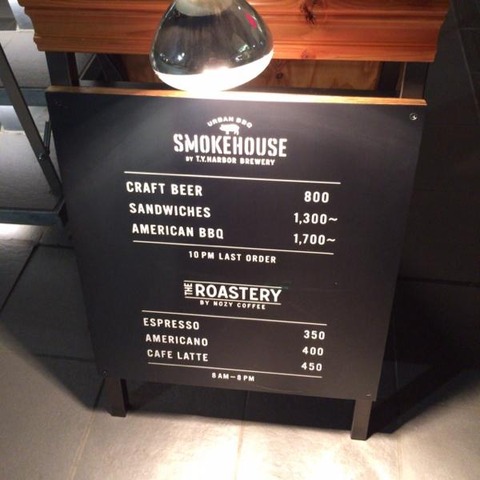 URBAN BBQ
SMOKEHOUSE
BY T.Y.HARBOR BREWERY
CRAFT BEER 800
SANDWICHES 1,300~
AMERICAN BBQ 1,700~
10 PM LAST ORDER
THE ROASTERY
BY NOZY COFFEE
ESPRESSO 350
AMERICANO 400
CAFE LATTE 450
8 AM—8 PM